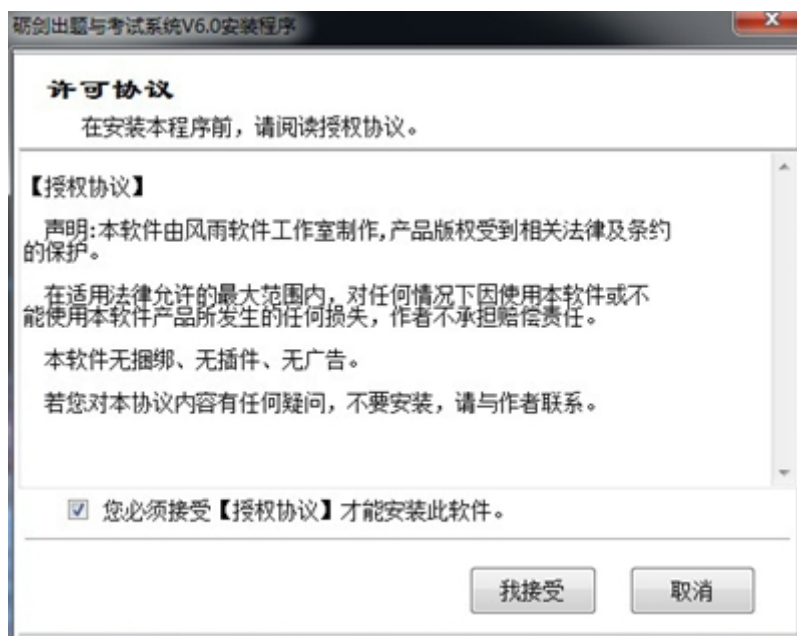 砺剑出题与考试系统V6.0安装程序
许可协议
在安装本程序前，请阅读授权协议。
【授权协议】
声明:本软件由风雨软件工作室制作,产品版权受到相关法律及条约
的保护。
在适用法律允许的最大范围内，对任何情况下因使用本软件或不
能使用本软件产品所发生的任何损失，作者不承担赔偿责任。
本软件无捆绑、无插件、无广告。
若您对本协议内容有任何疑问，不要安装，请与作者联系。
您必须接受【授权协议】才能安装此软件。
我接受
取消